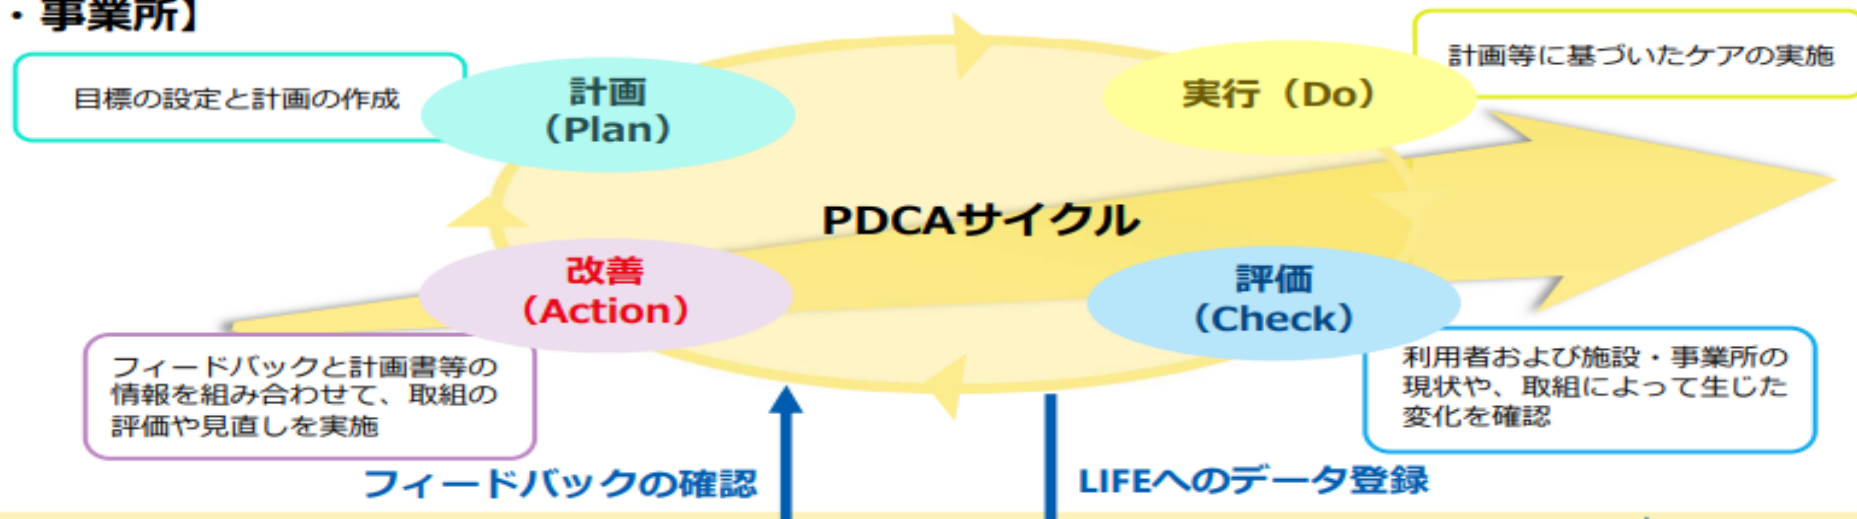 ・事業所】
目標の設定と計画の作成
計画
（Plan）
実行（Do）
計画等に基づいたケアの実施
PDCAサイクル
改善
（Action）
評価
（Check）
フィードバックと計画書等の
情報を組み合わせて、取組の
評価や見直しを実施
利用者および施設・事業所の
現状や、取組によって生じた
変化を確認
フィードバックの確認
LIFEへのデータ登録